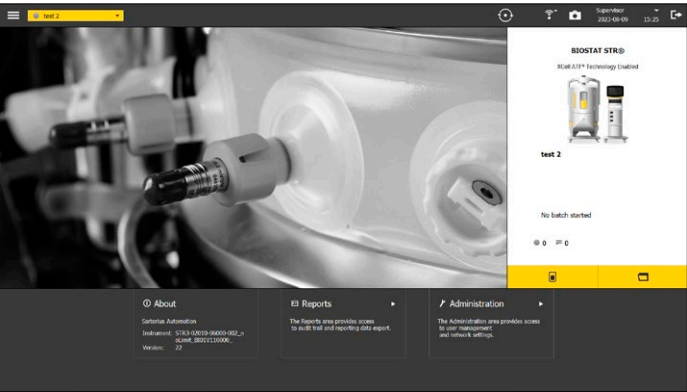 test 2
Supervisor
2023-08-09 15:25
BIOSTAT STR®
XCell ATF® Technology Enabled
test 2
No batch started
0 0
About
Sartorius Automation
Instrument:
Version: 22
Reports
The Reports area provides access
to audit trail and reporting data export.
Administration
The Administration area provides access
to user management
and network settings.